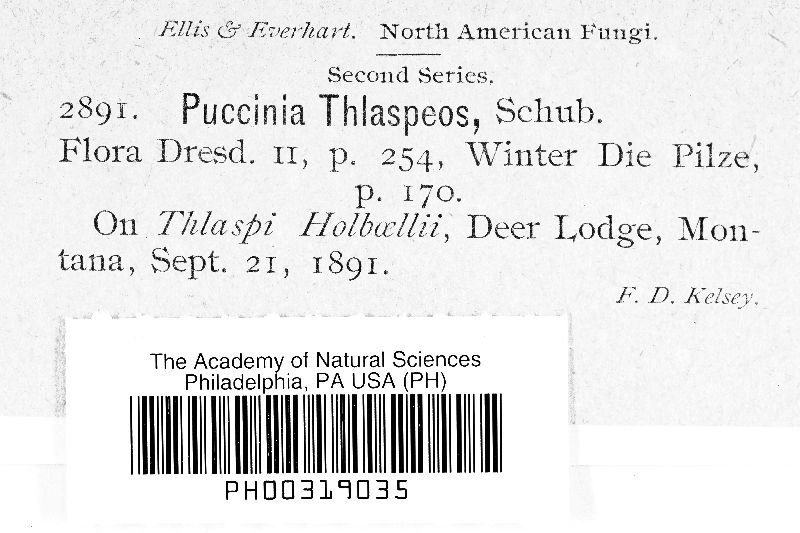 Ellis & Everhart. North American Fungi.
Second Series.
2891. Puccinia Thlaspeos, Schub.
Flora Dresd. II, p. 254, Winter Die Pilze,
p. 170.
On Thlaspi Holbœllii, Deer Lodge, Mon-
tana, Sept. 21, 1891.
F. D. Kelsey.
The Academy of Natural Sciences
Philadelphia, PA USA (PH)
PH00319035